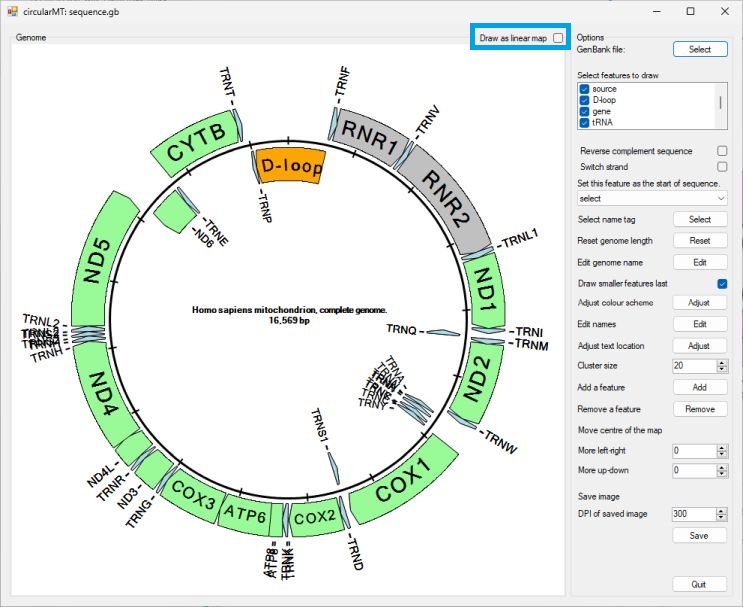 circularMT: sequence.gb
Genome
Draw as linear map
Options
GenBank file:
Select
Select features to draw
source
D-loop
gene
tRNA
Reverse complement sequence
Switch strand
Set this feature as the start of sequence.
select
Select name tag
Select
Reset genome length
Reset
Edit genome name
Edit
Draw smaller features last
Adjust colour scheme
Adjust
Edit names
Edit
Adjust text location
Adjust
Cluster size
20
Add a feature
Add
Remove a feature
Remove
Move centre of the map
More left-right
0
More up-down
0
Save image
DPI of saved image
300
Save
Quit
TRNF
RNR1
TRNV
RNR2
TRNL1
ND1
TRNI
TRNQ
TRNM
ND2
TRNW
TRNA
TRNY
COX1
TRNS1
TRND
COX2
TRNK
ATP8
ATP6
COX3
TRNG
ND3
TRNR
ND4L
ND4
TRNH
TRNL2
ND5
ND6
TRNE
CYTB
TRNT
TRNP
D-loop
Homo sapiens mitochondrion, complete genome.
16,569 bp